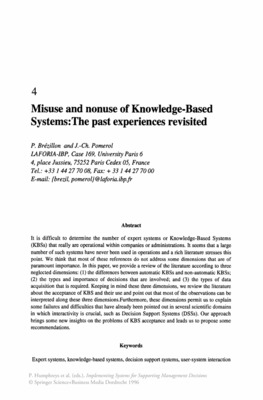 4
Misuse and nonuse of Knowledge-Based
Systems:The past experiences revisited
P. Brézillon and J.-Ch. Pomerol
LAFORIA-IBP, Case 169, University Paris 6
4, place Jussieu, 75252 Paris Cedex 05, France
Tel.: +33 1 44 27 70 08, Fax: + 33 1 44 27 70 00
E-mail: {brezil, pomerol}@laforia.ibp.fr
Abstract
It is difficult to determine the number of expert systems or Knowledge-Based Systems
(KBSs) that really are operational within companies or administrations. It seems that a large
number of such systems have never been used in operations and a rich literature stresses this
point. We think that most of these references do not address some dimensions that are of
paramount importance. In this paper, we provide a review of the literature according to three
neglected dimensions: (1) the differences between automatic KBSs and non-automatic KBSs;
(2) the types and importance of decisions that are involved; and (3) the types of data
acquisition that is required. Keeping in mind these two dimensions, we review the literature
about the acceptance of KBS and their use and point out that most of the observations can be
interpreted along these three dimensions.Furthermore, these dimensions permit us to explain
some failures and difficulties that have already been pointed out in several scientific domains
in which interactivity is crucial, such as Decision Support Systems (DSSs). Our approach
brings some new insights on the problems of KBS acceptance and leads us to propose some
recommendations.
Keywords
Expert systems, knowledge-based systems, decision support systems, user-system interaction
P. Humphreys et al. (eds.), Implementing Systems for Supporting Management Decisions
© Springer Science+Business Media Dordrecht 1996